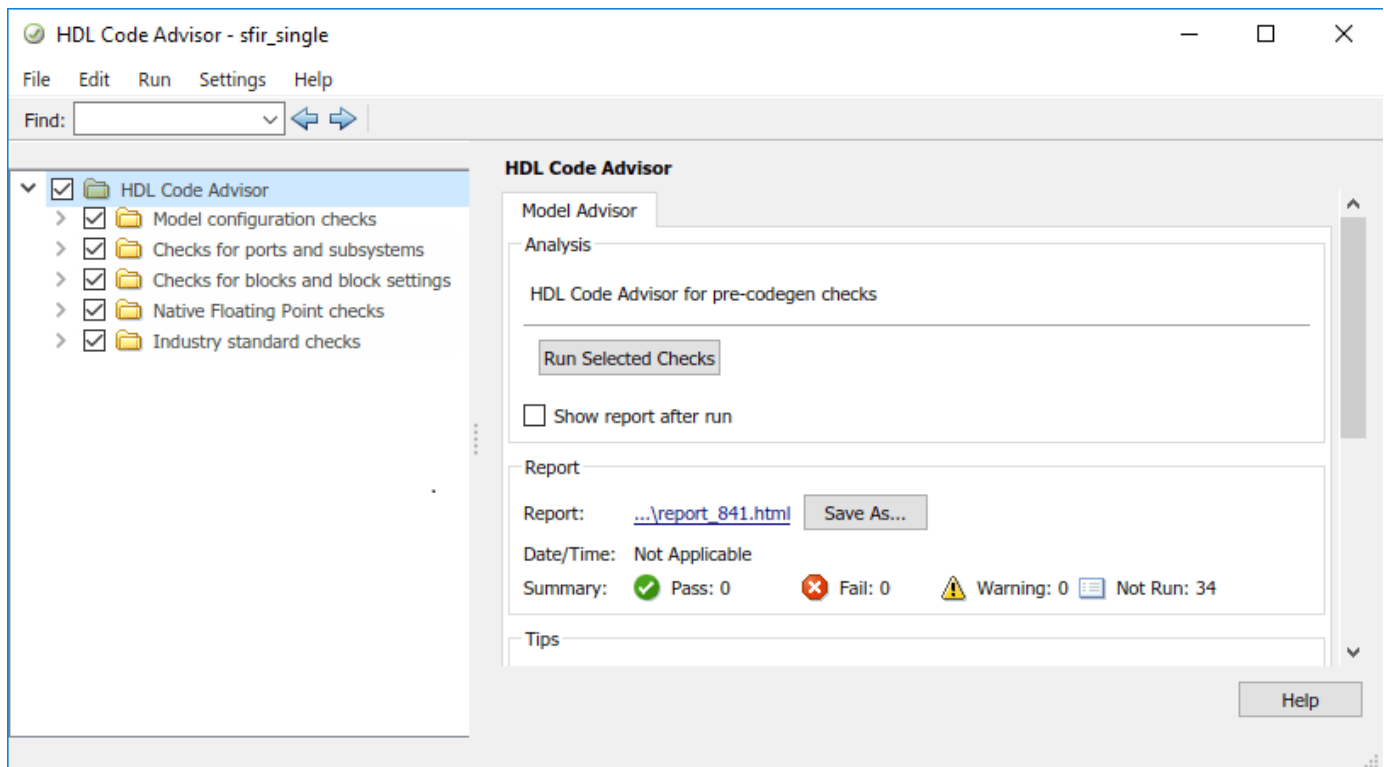 HDL Code Advisor - sfir_single
File Edit Run Settings Help
Find:
HDL Code Advisor
Model configuration checks
Checks for ports and subsystems
Checks for blocks and block settings
Native Floating Point checks
Industry standard checks
HDL Code Advisor
Model Advisor
Analysis
HDL Code Advisor for pre-codegen checks
Run Selected Checks
Show report after run
Report
Report: ...\report_841.html Save As...
Date/Time: Not Applicable
Summary: Pass: 0 Fail: 0 Warning: 0 Not Run: 34
Tips
Help